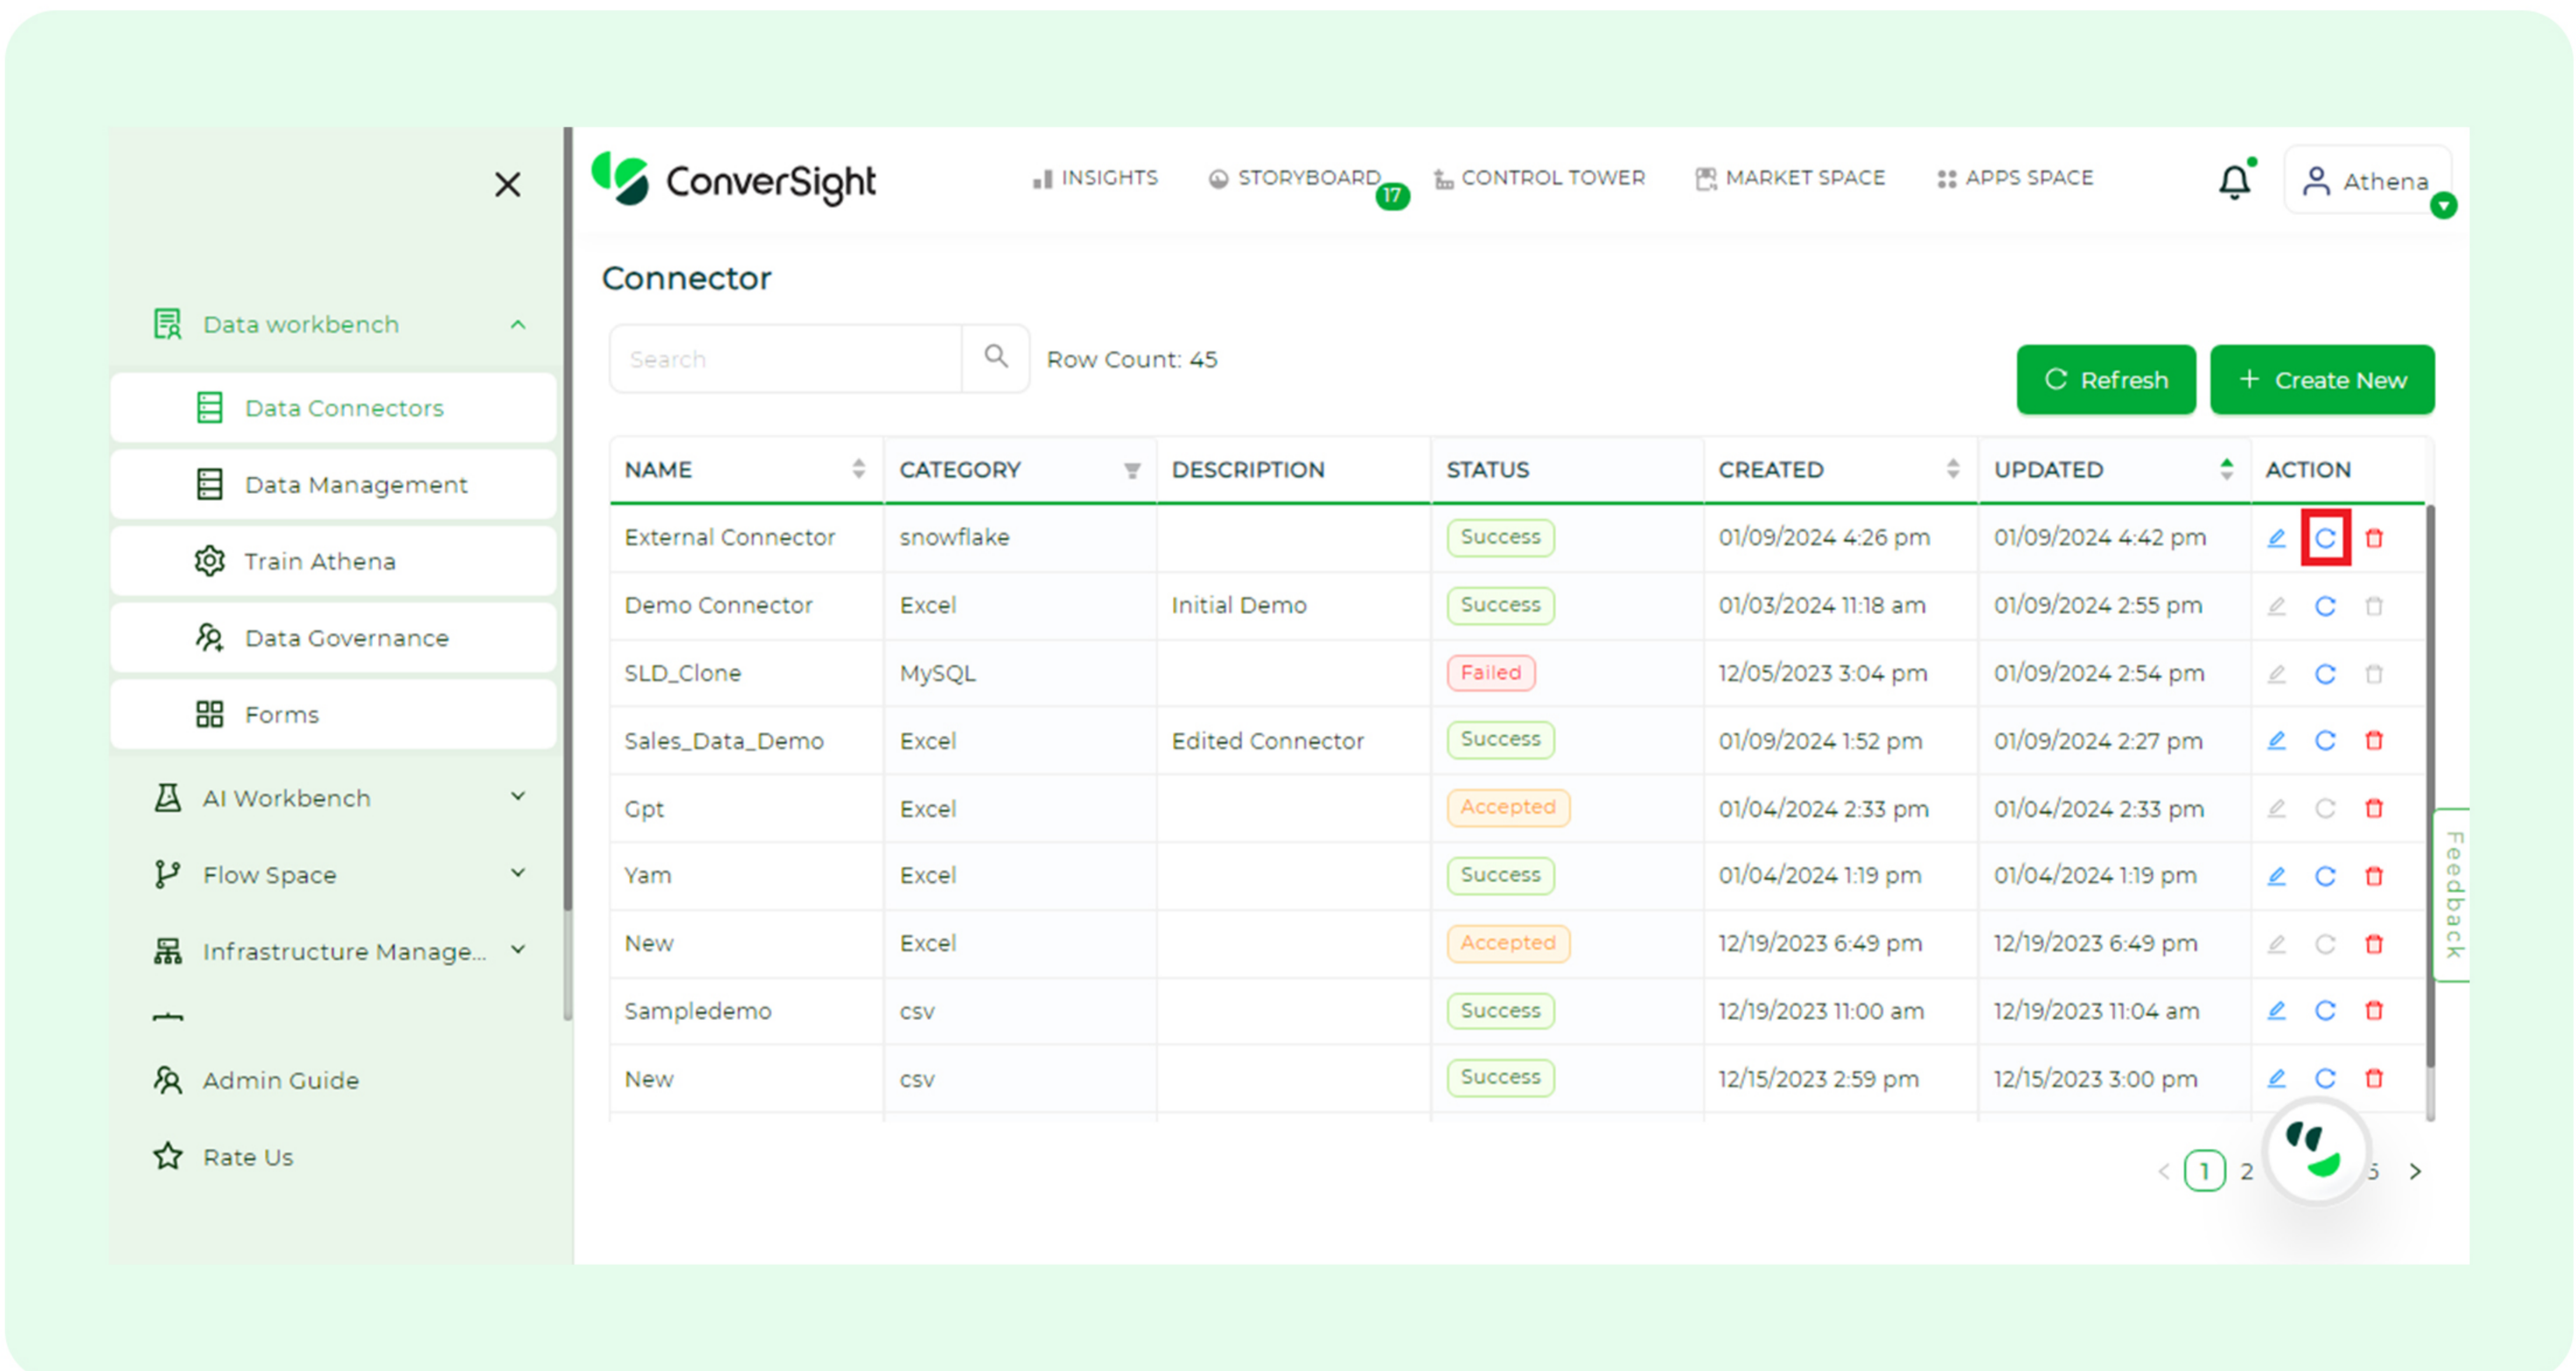 ConverSight
INSIGHTS
STORYBOARD
17
CONTROL TOWER
MARKET SPACE
APPS SPACE
Athena
Data workbench
Data Connectors
Data Management
Train Athena
Data Governance
Forms
AI Workbench
Flow Space
Infrastructure Manage...
Admin Guide
Rate Us
Connector
Search
Row Count: 45
Refresh
+ Create New
NAME CATEGORY DESCRIPTION STATUS CREATED UPDATED ACTION
External Connector snowflake Success 01/09/2024 4:26 pm 01/09/2024 4:42 pm
Demo Connector Excel Initial Demo Success 01/03/2024 11:18 am 01/09/2024 2:55 pm
SLD_Clone MySQL Failed 12/05/2023 3:04 pm 01/09/2024 2:54 pm
Sales_Data_Demo Excel Edited Connector Success 01/09/2024 1:52 pm 01/09/2024 2:27 pm
Gpt Excel Accepted 01/04/2024 2:33 pm 01/04/2024 2:33 pm
Yam Excel Success 01/04/2024 1:19 pm 01/04/2024 1:19 pm
New Excel Accepted 12/19/2023 6:49 pm 12/19/2023 6:49 pm
Sampledemo csv Success 12/19/2023 11:00 am 12/19/2023 11:04 am
New csv Success 12/15/2023 2:59 pm 12/15/2023 3:00 pm
Feedback
< 1 2 5 >